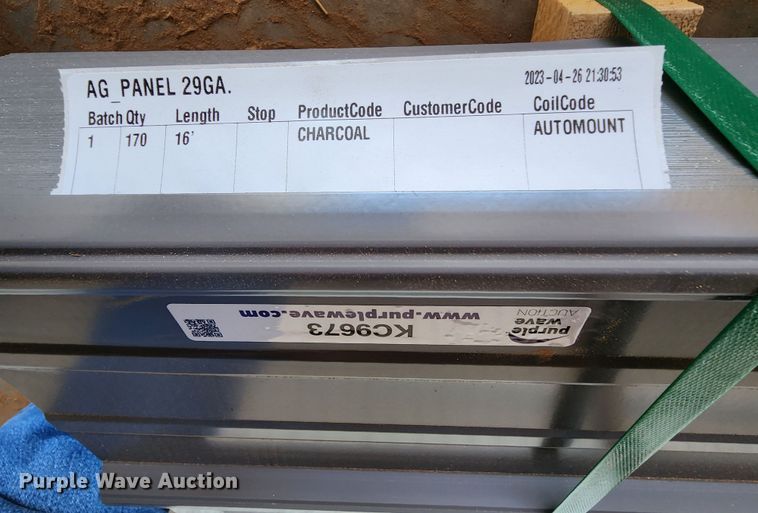 AG_PANEL 29GA.
2023-04-26 21:30:53
Batch Qty Length Stop ProductCode CustomerCode CoilCode
1 170 16' CHARCOAL AUTOMOUNT
purple wave
AUCTION
KC9673
www.purplewave.com
Purple Wave Auction